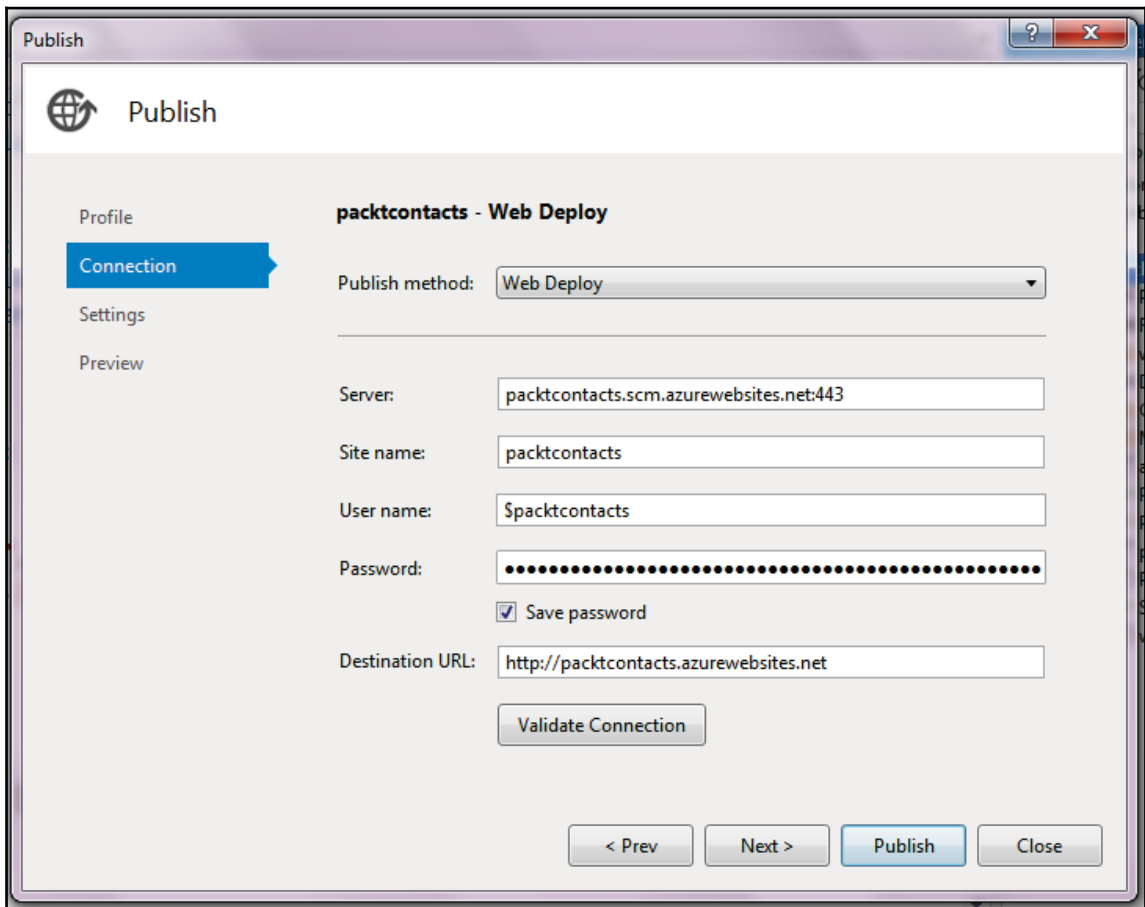 Publish
?
X
Publish
Profile
Connection
Settings
Preview
packtcontacts - Web Deploy
Publish method: Web Deploy
Server: packtcontacts.scm.azurewebsites.net:443
Site name: packtcontacts
User name: $packtcontacts
Password: ••••••••••••••••••••••••••••••••••••••••••••••••••
Save password
Destination URL: http://packtcontacts.azurewebsites.net
Validate Connection
< Prev Next > Publish Close